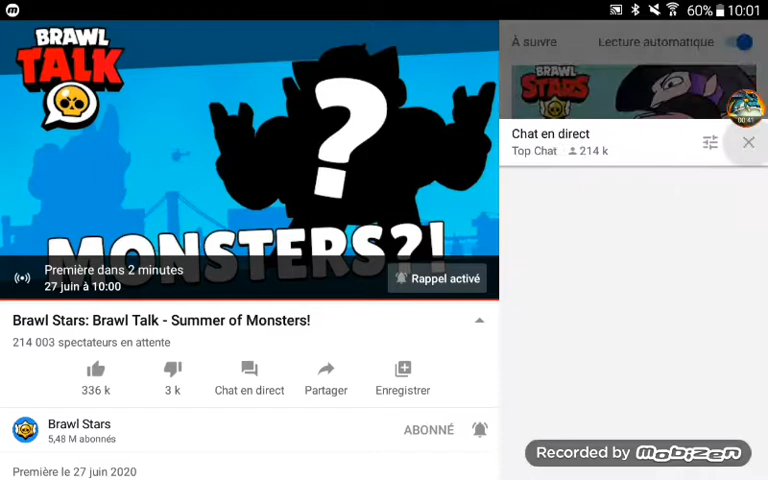 60% 10:01
BRAWL
TALK
MONSTERS?!
?
Première dans 2 minutes
27 juin à 10:00
Rappel activé
Brawl Stars: Brawl Talk - Summer of Monsters!
214 003 spectateurs en attente
336 k
3 k
Chat en direct
Partager
Enregistrer
Brawl Stars
5,48 M abonnés
ABONNÉ
Première le 27 juin 2020
À suivre
Lecture automatique
BRAWL
STARS
00:41
Chat en direct
Top Chat 214 k
Recorded by mobizen